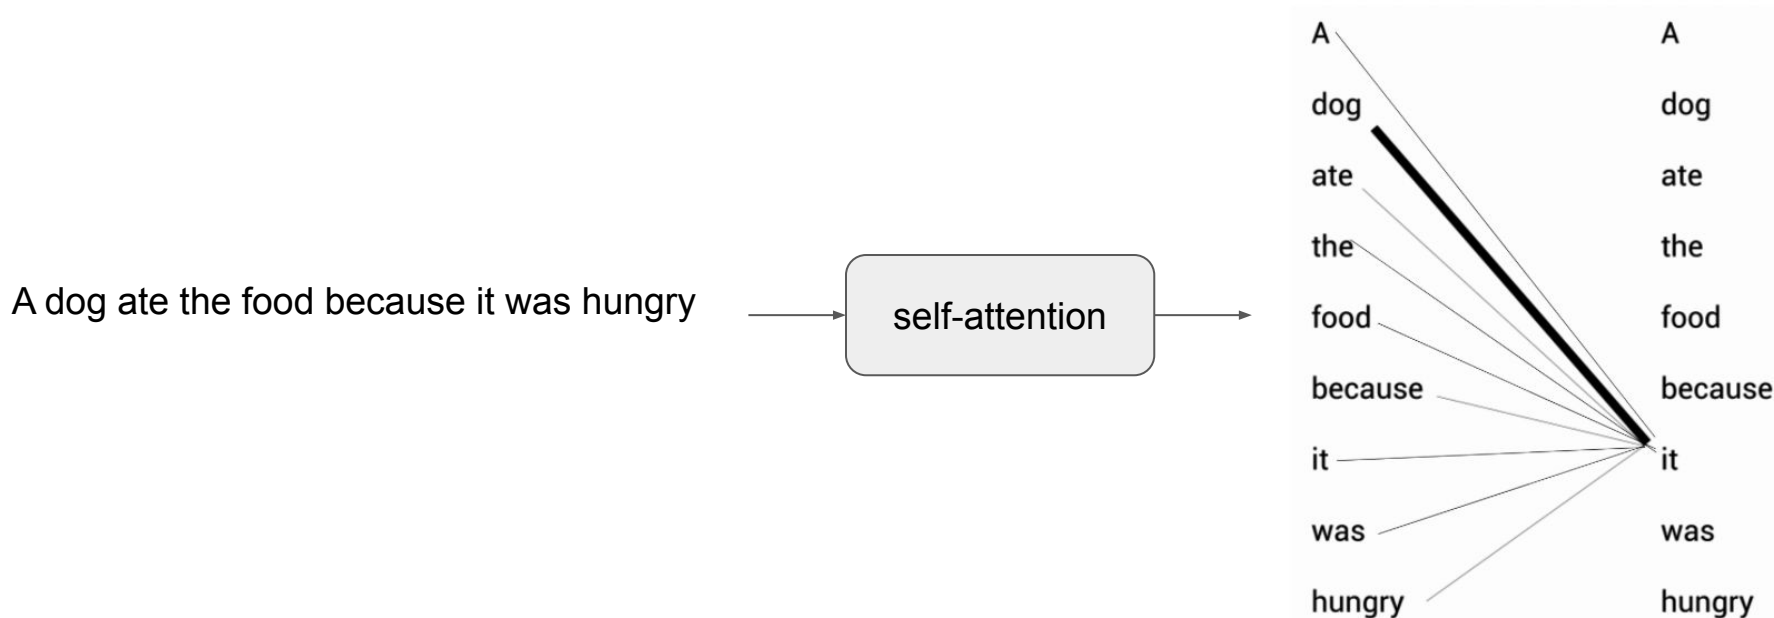 A dog ate the food because it was hungry
self-attention
A
dog
ate
the
food
because
it
was
hungry
A
dog
ate
the
food
because
it
was
hungry